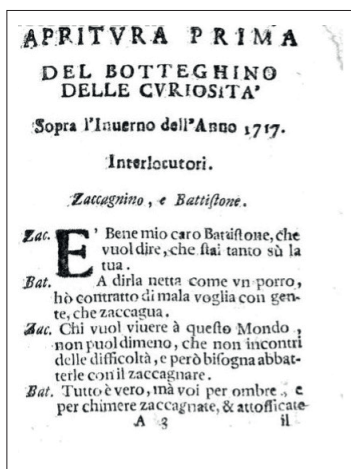 APRITVRA PRIMA
DEL BOTTEGHINO
DELLE CVRIOSITA'
Sopra l'Inuerno dell'Anno 1717.
Interlocutori.
Zaccagnino, e Battistone.
Zac. E' Bene mio caro Battistone, che
vuol dire, che stai tanto sù la
tua.
Bat. A dirla netta come vn porro,
hò contratto di mala voglia con gen-
te, che zaccagua.
Zac. Chi vuol viuere à questo Mondo,
non puol dimeno, che non incontri
delle difficoltà, e però bisogna abbat-
terle con il zaccagnare.
Bat. Tutto è vero, mà voi per ombre, e
per chimere zaccagnate, & attofficate
A 3 il